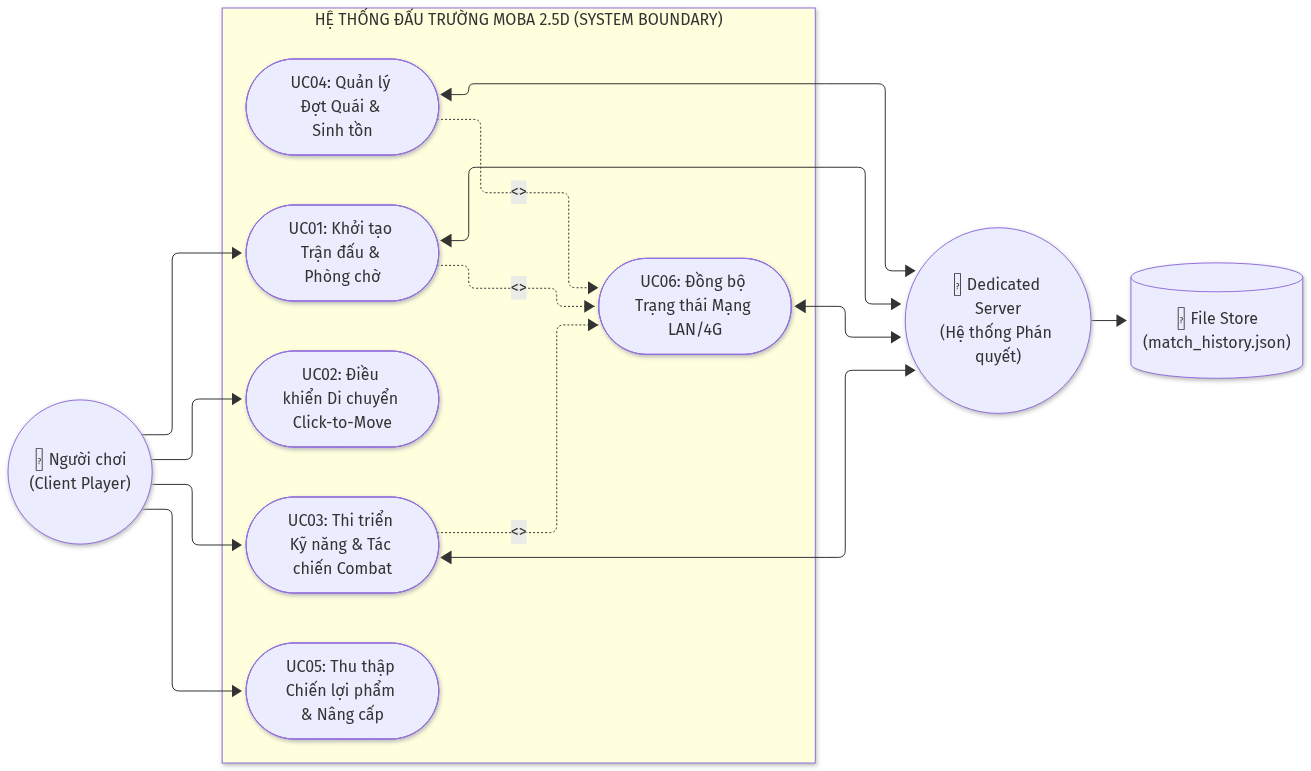 HỆ THỐNG ĐẤU TRƯỜNG MOBA 2.5D (SYSTEM BOUNDARY)
UC04: Quản lý
Đợt Quái &
Sinh tồn
<>
UC01: Khởi tạo
Trận đấu &
Phòng chờ
<>
UC06: Đồng bộ
Trạng thái Mạng
LAN/4G
Dedicated
Server
(Hệ thống Phán
quyết)
File Store
(match_history.json)
UC02: Điều
khiển Di chuyển
Click-to-Move
Người chơi
(Client Player)
UC03: Thi triển
Kỹ năng & Tác
chiến Combat
<>
UC05: Thu thập
Chiến lợi phẩm
& Nâng cấp